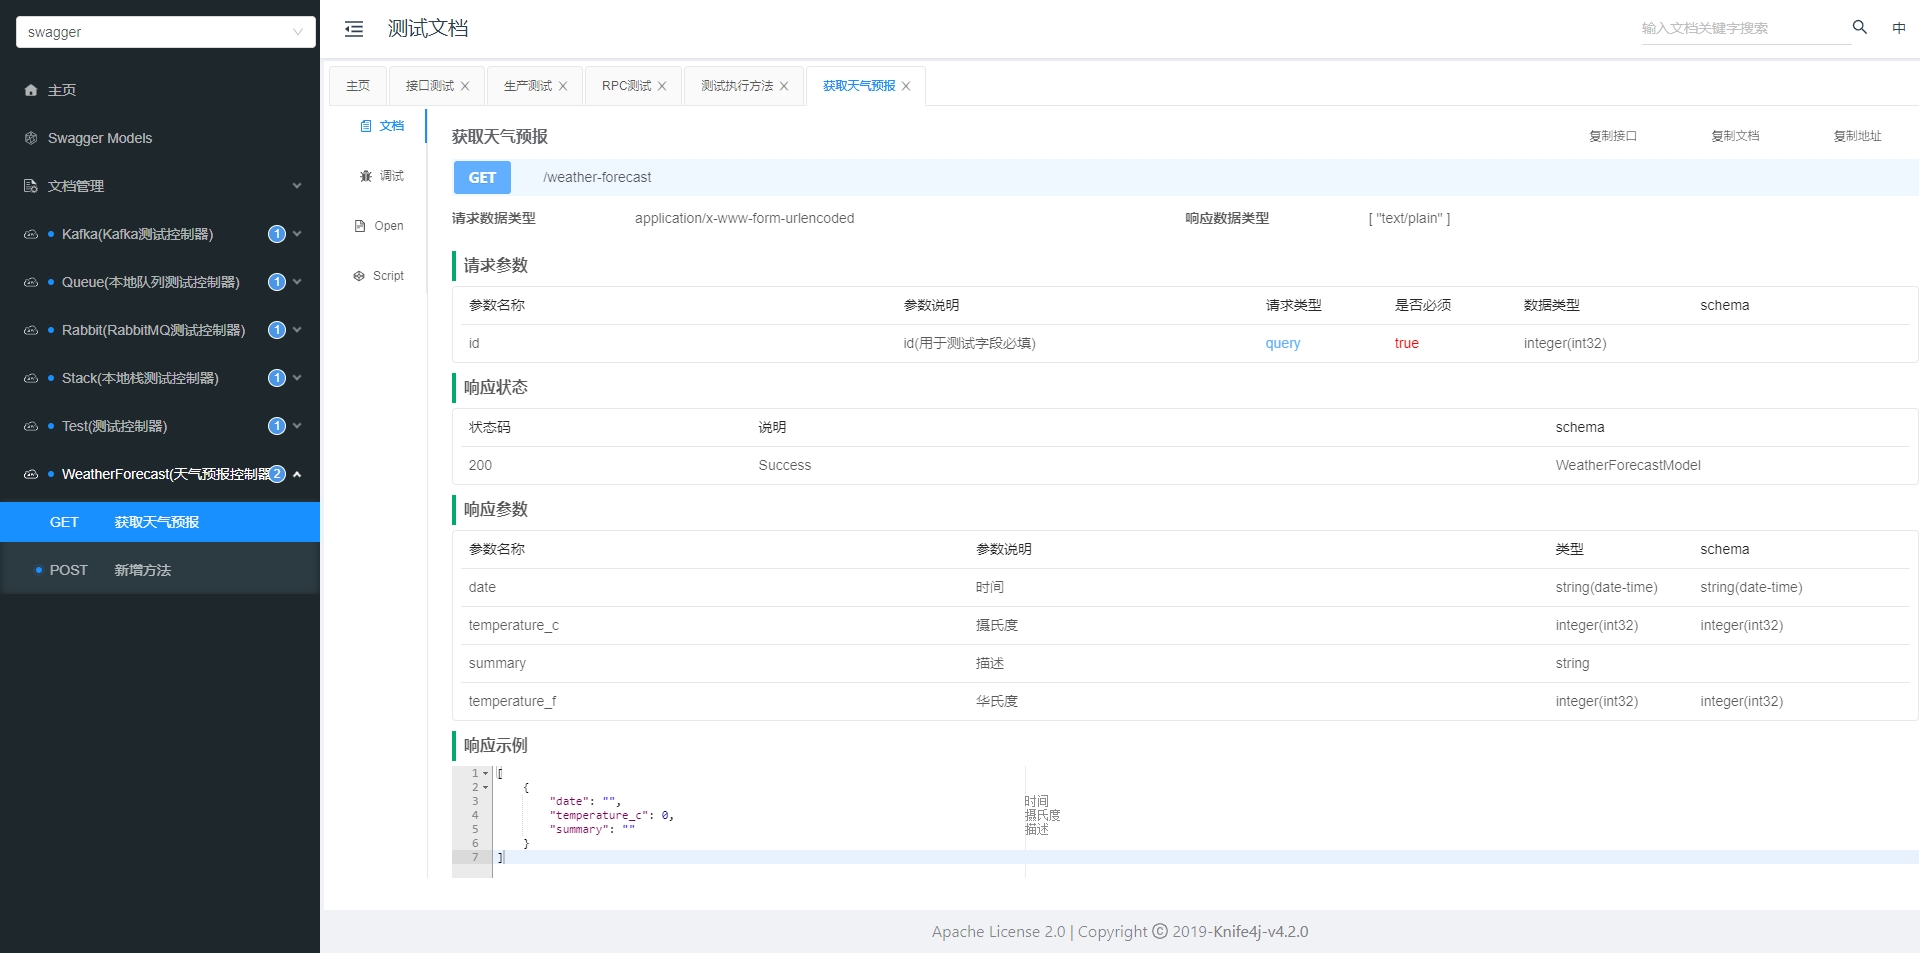 swagger
测试文档
输入文档关键字搜索
中
主页
Swagger Models
文档管理
Kafka(Kafka测试控制器) 1
Queue(本地队列测试控制器) 1
Rabbit(RabbitMQ测试控制器) 1
Stack(本地栈测试控制器) 1
Test(测试控制器) 1
WeatherForecast(天气预报控制器 2
GET 获取天气预报
POST 新增方法
主页 接口测试 生产测试 RPC测试 测试执行方法 获取天气预报
文档
调试
Open
Script
获取天气预报 复制接口 复制文档 复制地址
GET /weather-forecast
请求数据类型 application/x-www-form-urlencoded 响应数据类型 [ "text/plain" ]
请求参数
参数名称 参数说明 请求类型 是否必须 数据类型 schema
id id(用于测试字段必填) query true integer(int32)
响应状态
状态码 说明 schema
200 Success WeatherForecastModel
响应参数
参数名称 参数说明 类型 schema
date 时间 string(date-time) string(date-time)
temperature_c 摄氏度 integer(int32) integer(int32)
summary 描述 string
temperature_f 华氏度 integer(int32) integer(int32)
响应示例
1 [
2 {
3 "date": "", 时间
4 "temperature_c": 0, 摄氏度
5 "summary": "" 描述
6 }
7 ]
Apache License 2.0 | Copyright © 2019-Knife4j-v4.2.0